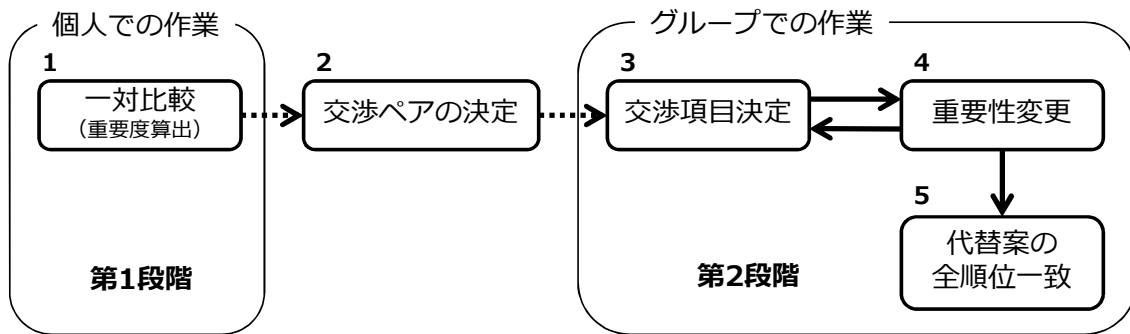 個人での作業
グループでの作業
1
一対比較
（重要度算出）
2
交渉ペアの決定
3
交渉項目決定
4
重要性変更
5
代替案の
全順位一致
第1段階
第2段階